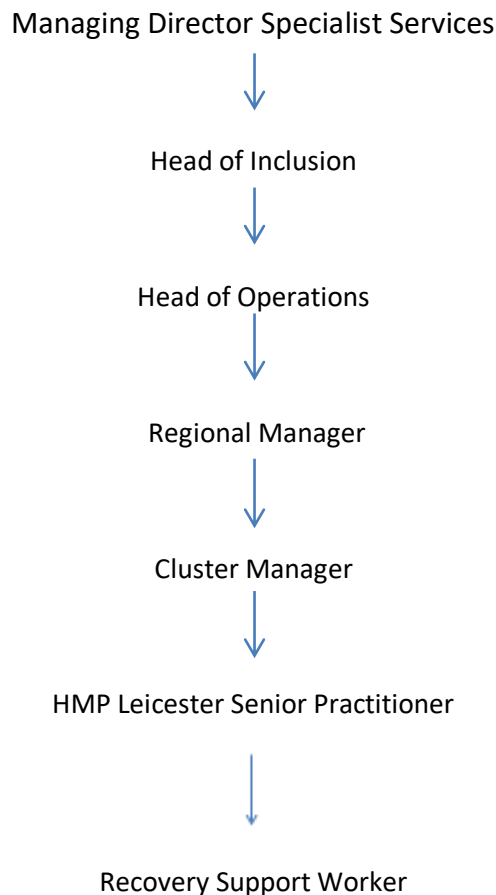 Managing Director Specialist Services
Head of Inclusion
Head of Operations
Regional Manager
Cluster Manager
HMP Leicester Senior Practitioner
Recovery Support Worker